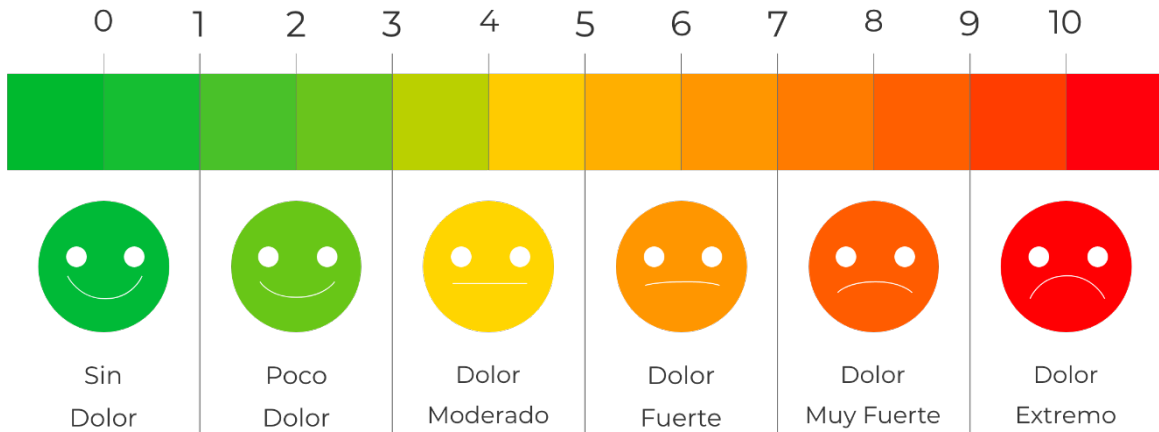 0 1 2 3 4 5 6 7 8 9 10
Sin Dolor
Poco Dolor
Dolor Moderado
Dolor Fuerte
Dolor Muy Fuerte
Dolor Extremo